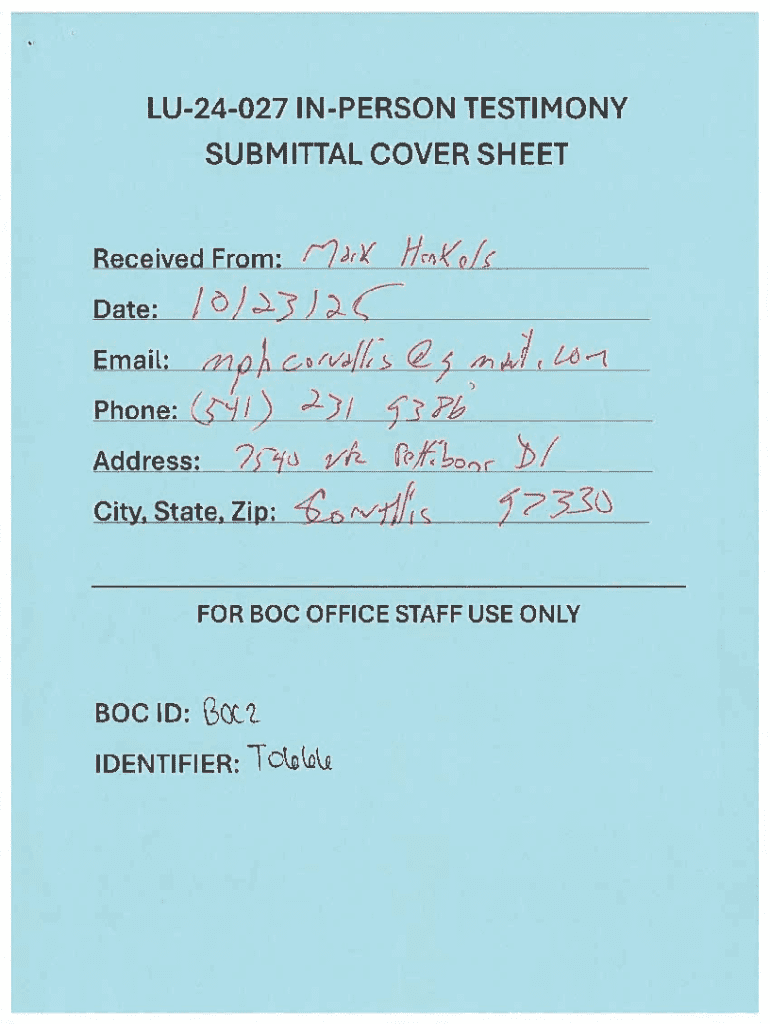 LU-24-027 IN-PERSON TESTIMONY
SUBMITTAL COVER SHEET
Received From: Mark Henkels
Date: 10/23/25
Email: mphcorvallis@gmail.com
Phone: (541) 231 9386
Address: 7540 Pettibone Dr
City, State, Zip: Corvallis 97330
FOR BOC OFFICE STAFF USE ONLY
BOC ID: BOC2
IDENTIFIER: